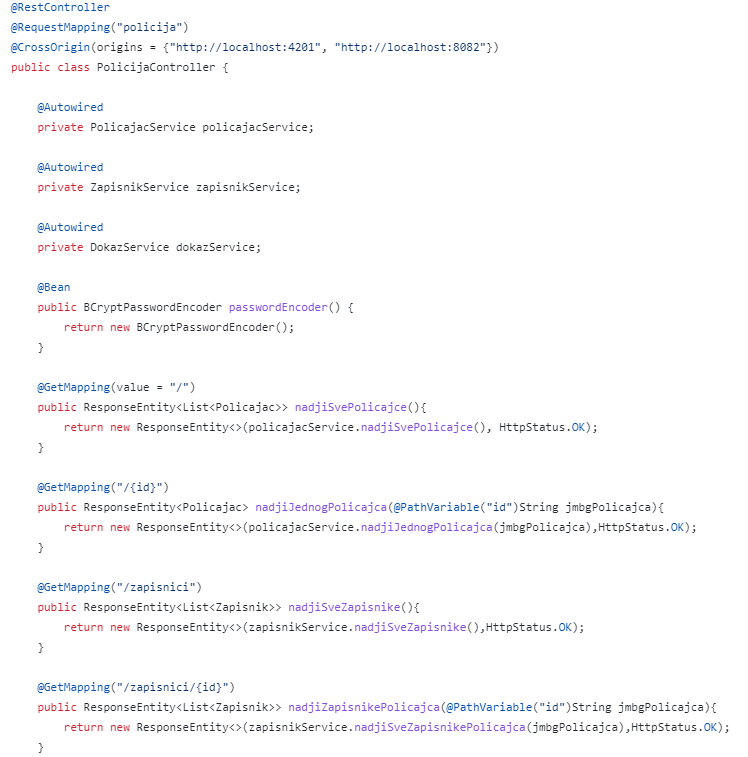 @RestController
@RequestMapping("policija")
@CrossOrigin(origins = {"http://localhost:4201", "http://localhost:8082"})
public class PolicijaController {
@Autowired
private PolicajacService policajacService;
@Autowired
private ZapisnikService zapisnikService;
@Autowired
private DokazService dokazService;
@Bean
public BCryptPasswordEncoder passwordEncoder() {
return new BCryptPasswordEncoder();
}
@GetMapping(value = "/")
public ResponseEntity<List<Policajac>> nadjiSvePolicajce(){
return new ResponseEntity<>(policajacService.nadjiSvePolicajce(), HttpStatus.OK);
}
@GetMapping("/{id}")
public ResponseEntity<Policajac> nadjiJednogPolicajca(@PathVariable("id")String jmbgPolicajca){
return new ResponseEntity<>(policajacService.nadjiJednogPolicajca(jmbgPolicajca),HttpStatus.OK);
}
@GetMapping("/zapisnici")
public ResponseEntity<List<Zapisnik>> nadjiSveZapisnike(){
return new ResponseEntity<>(zapisnikService.nadjiSveZapisnike(),HttpStatus.OK);
}
@GetMapping("/zapisnici/{id}")
public ResponseEntity<List<Zapisnik>> nadjiZapisnikePolicajca(@PathVariable("id")String jmbgPolicajca){
return new ResponseEntity<>(zapisnikService.nadjiSveZapisnikePolicajca(jmbgPolicajca),HttpStatus.OK);
}